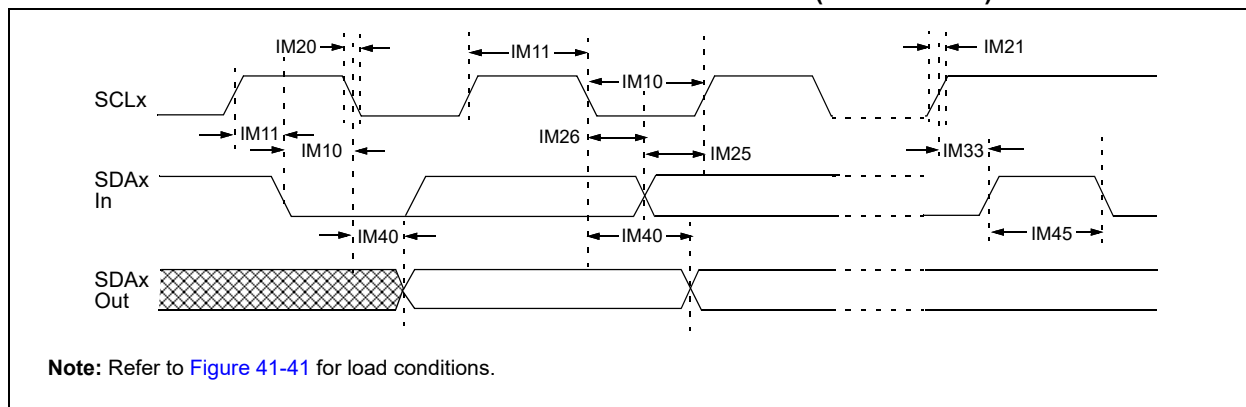 IM20
IM11
IM21
IM10
SCLx
IM11
IM26
IM10
IM25
IM33
SDAx
In
IM40
IM40
IM45
SDAx
Out
Note: Refer to Figure 41-41 for load conditions.